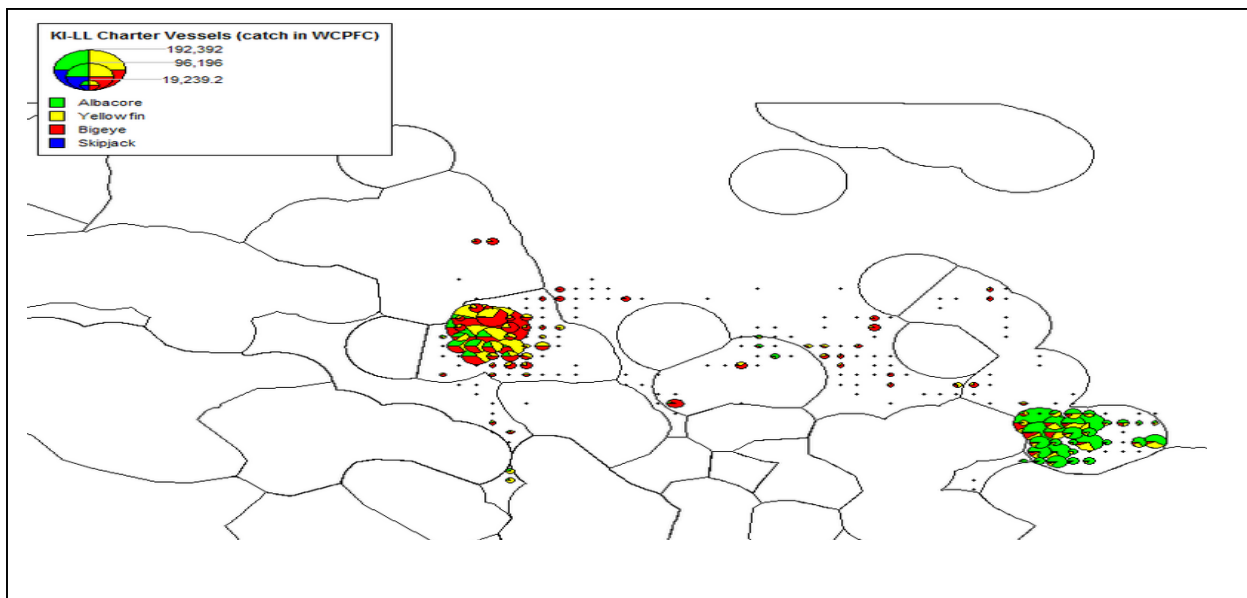 KI-LL Charter Vessels (catch in WCPFC)
192,392
96,196
19,239.2
Albacore
Yellowfin
Bigeye
Skipjack